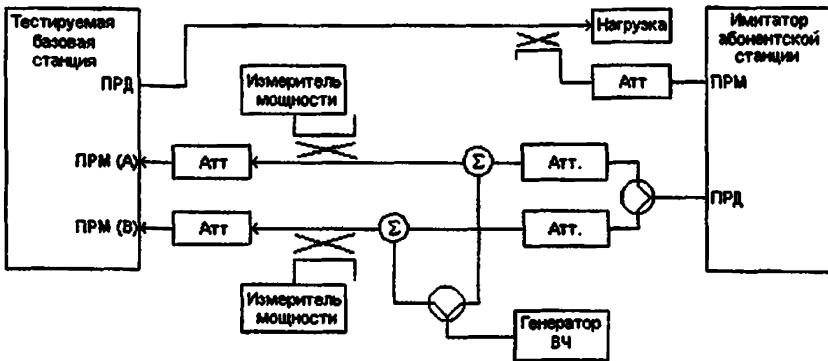 Тестируемая
базовая
станция
ПРД
ПРМ (А)
ПРМ (В)
Измеритель
мощности
Атт
Атт
Измеритель
мощности
Σ
Σ
Атт.
Атт.
Генератор
ВЧ
Нагрузка
Атт
Имитатор
абонентской
станции
ПРМ
ПРД